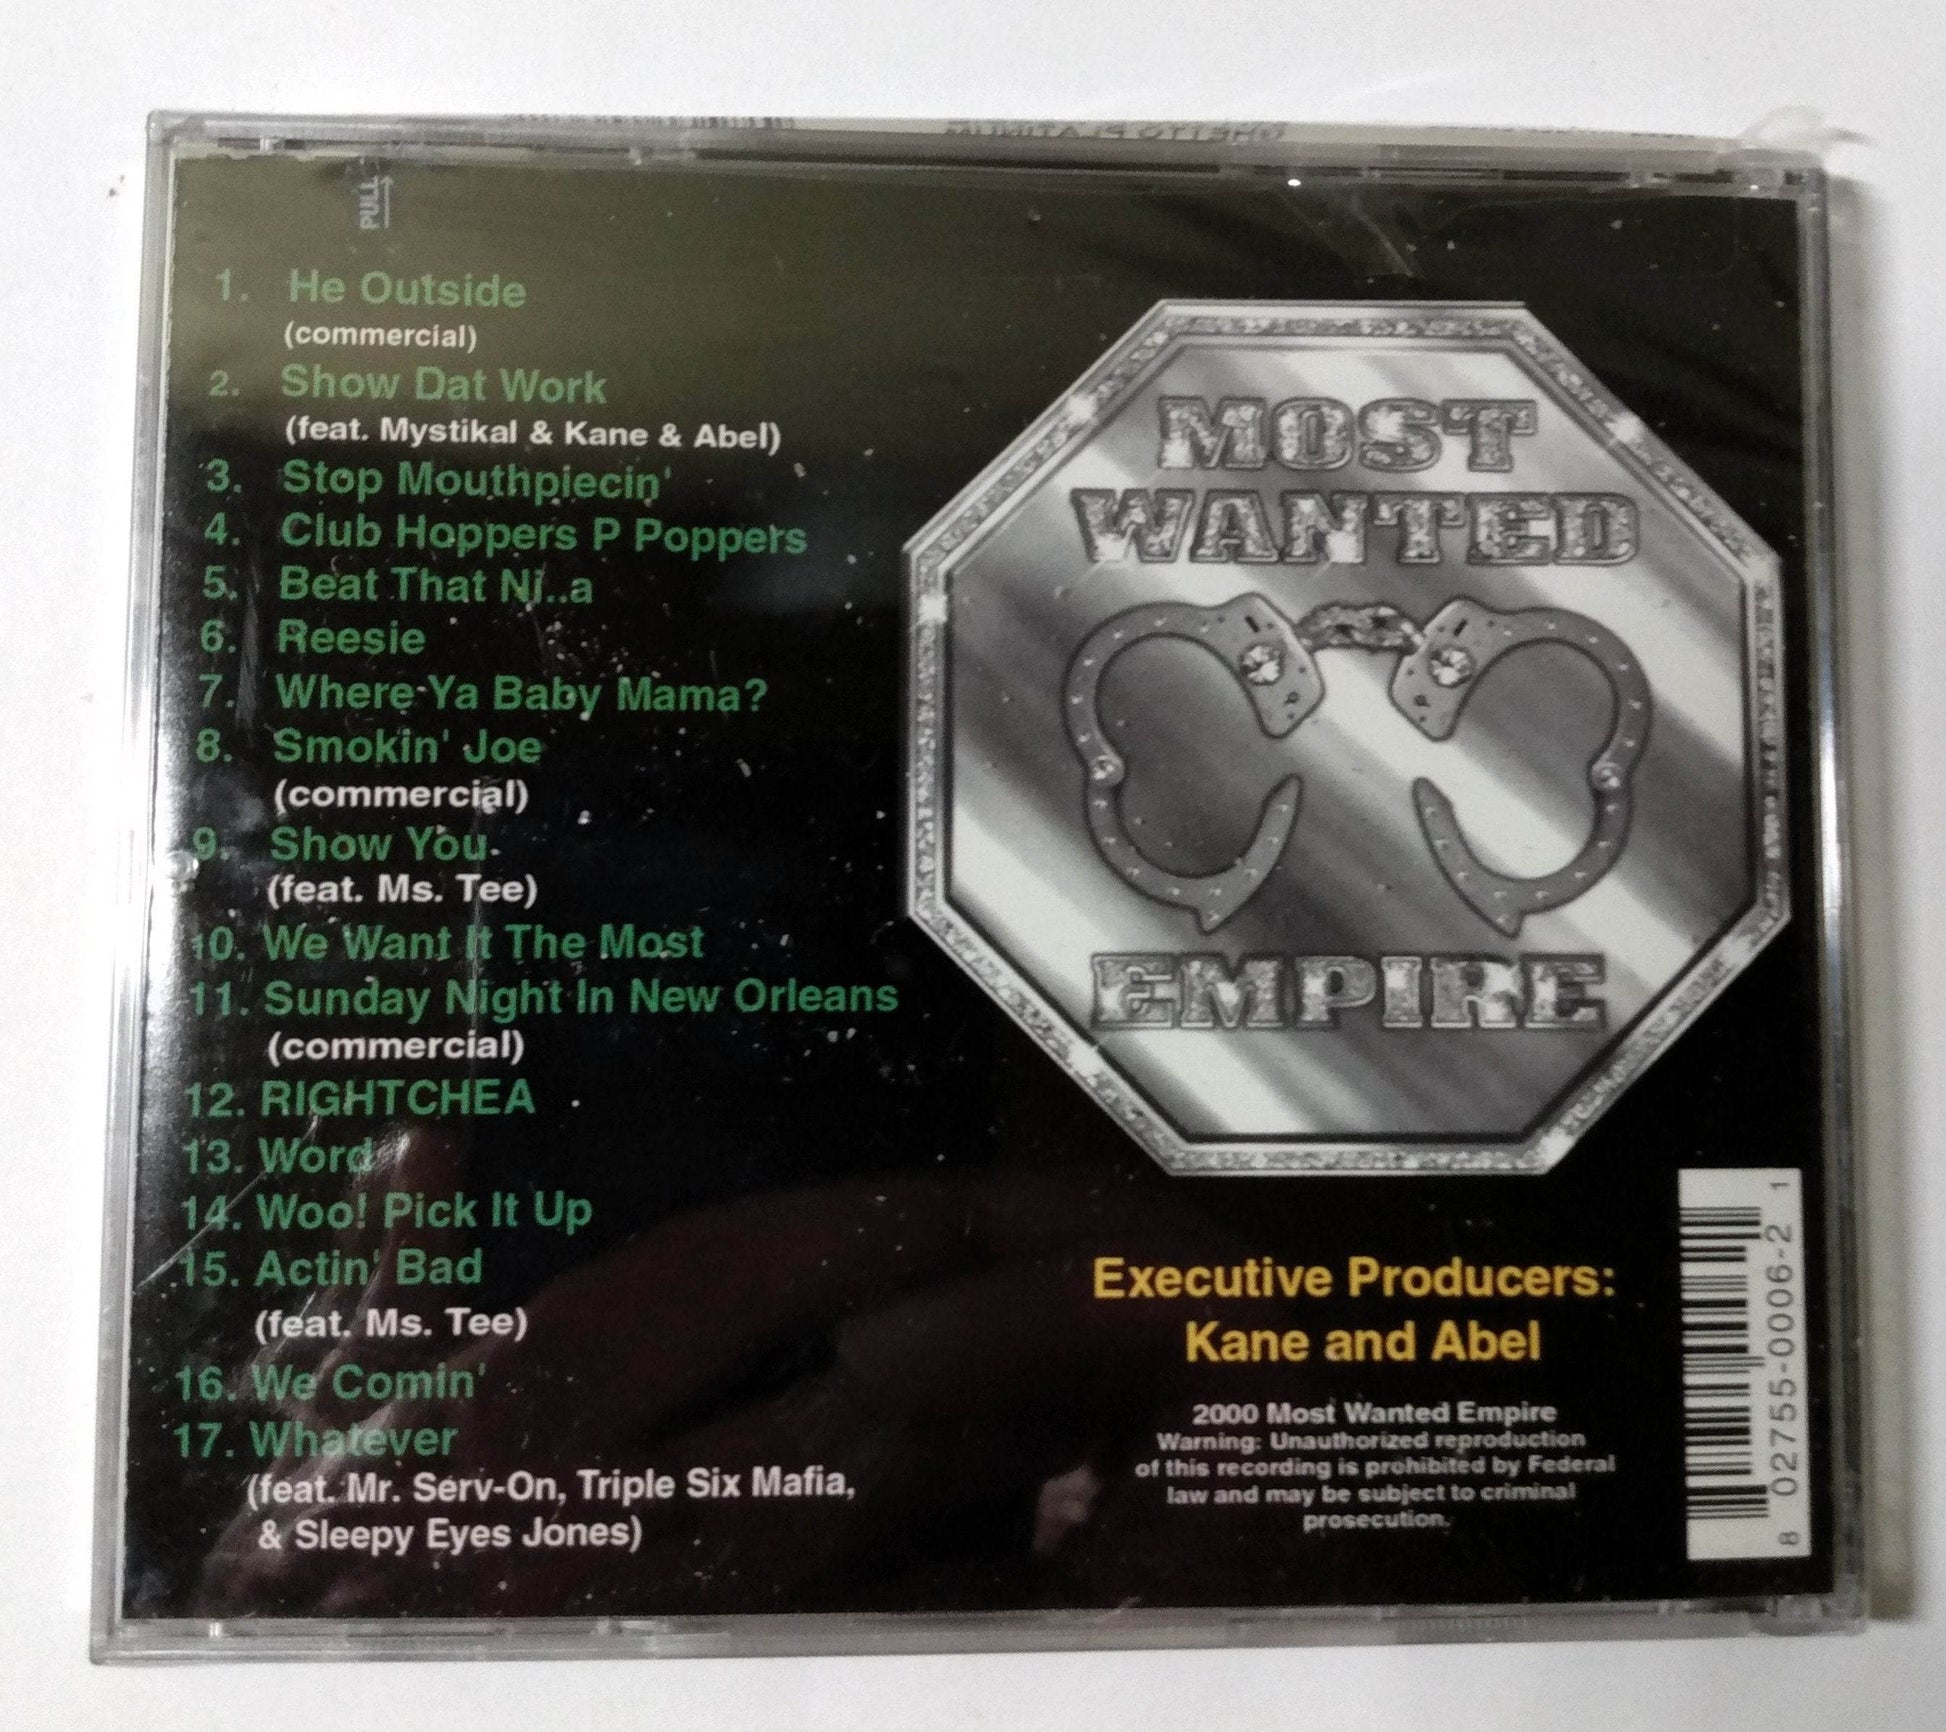 GHETTO PLATINUM
PULL
1. He Outside
(commercial)
2. Show Dat Work
(feat. Mystikal & Kane & Abel)
3. Stop Mouthpiecin'
4. Club Hoppers P Poppers
5. Beat That Ni..a
6. Reesie
7. Where Ya Baby Mama?
8. Smokin' Joe
(commercial)
9. Show You
(feat. Ms. Tee)
10. We Want It The Most
11. Sunday Night In New Orleans
(commercial)
12. RIGHTCHEA
13. Word
14. Woo! Pick It Up
15. Actin' Bad
(feat. Ms. Tee)
16. We Comin'
17. Whatever
(feat. Mr. Serv-On, Triple Six Mafia,
& Sleepy Eyes Jones)
MOST
WANTED
EMPIRE
Executive Producers:
Kane and Abel
2000 Most Wanted Empire
Warning: Unauthorized reproduction
of this recording is prohibited by Federal
law and may be subject to criminal
prosecution.
8 02755-0006-2 1